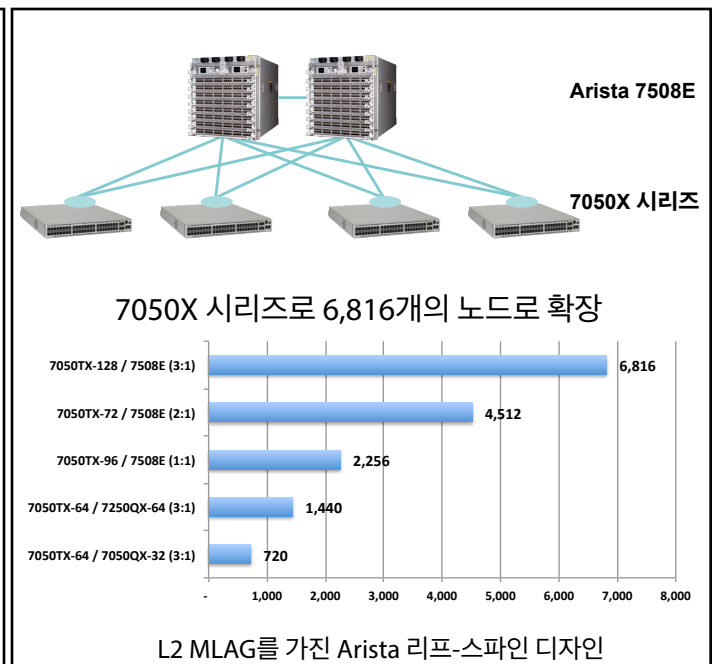 Arista 7508E
7050X 시리즈
7050X 시리즈로 6,816개의 노드로 확장
7050TX-128 / 7508E (3:1)
6,816
7050TX-72 / 7508E (2:1)
4,512
7050TX-96 / 7508E (1:1)
2,256
7050TX-64 / 7250QX-64 (3:1)
1,440
7050TX-64 / 7050QX-32 (3:1)
720
- 1,000 2,000 3,000 4,000 5,000 6,000 7,000 8,000
L2 MLAG를 가진 Arista 리프-스파인 디자인